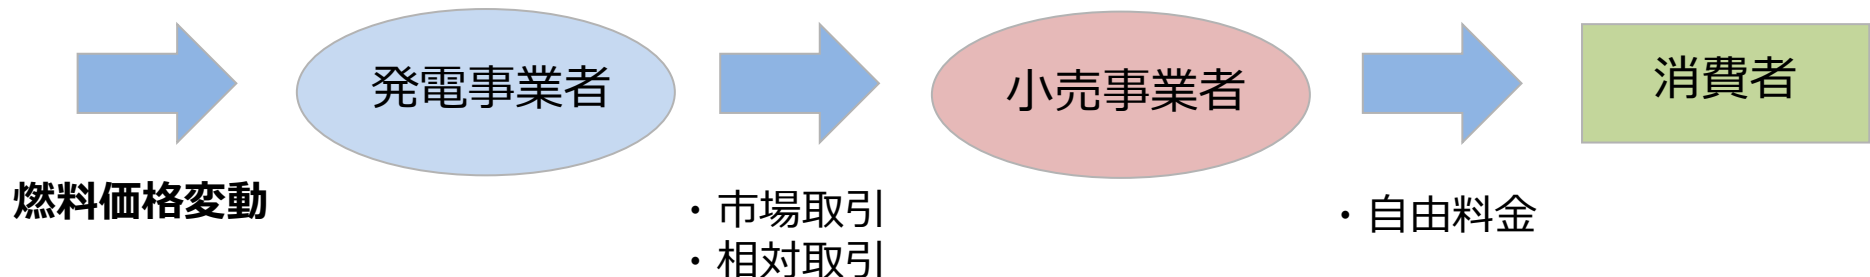 発電事業者
小売事業者
消費者
燃料価格変動
・市場取引
・相対取引
・自由料金